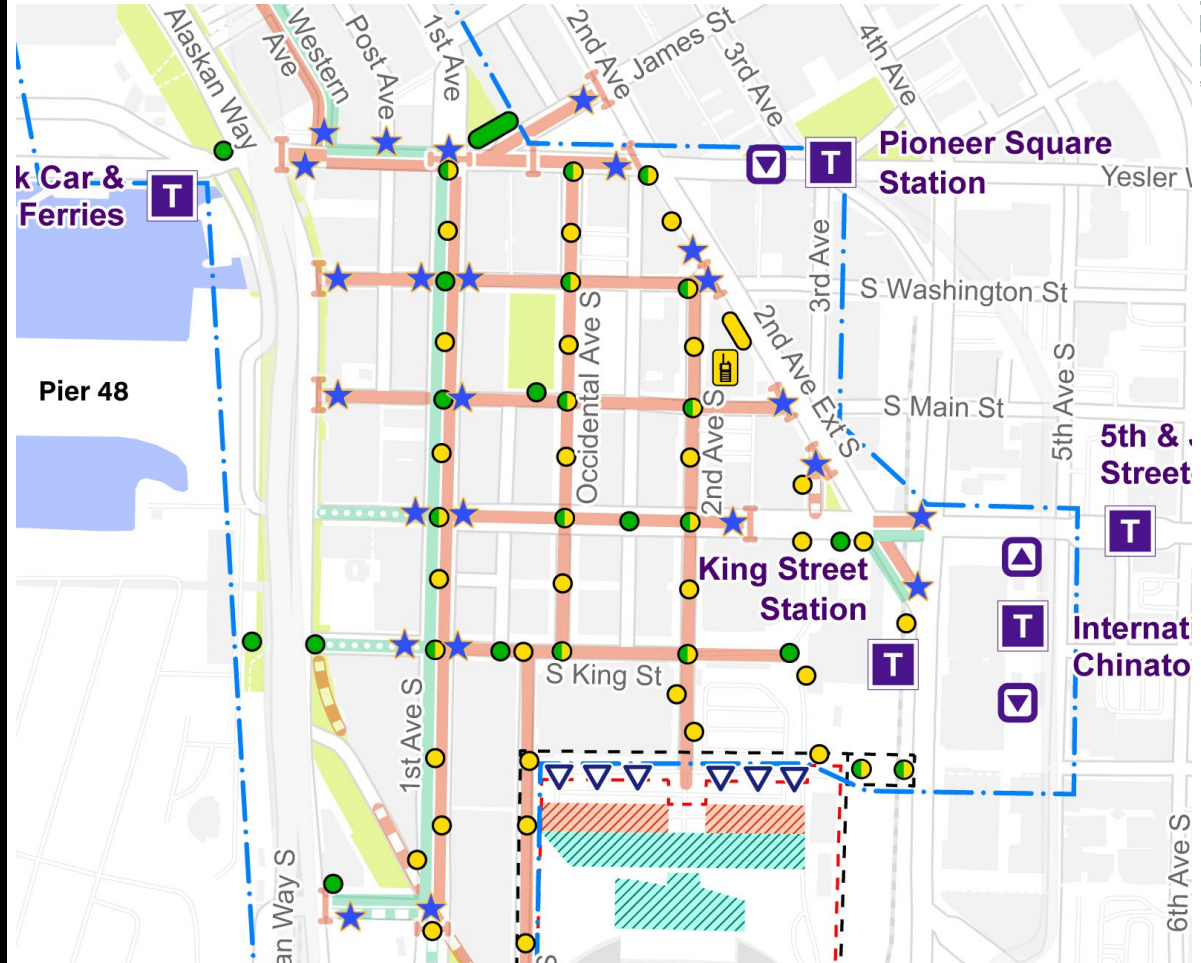 Alaskan Way
Western
Ave
Post Ave
1st Ave
2nd Ave
James St
3rd Ave
4th Ave
T
Pioneer Square
Station
Yesler
k Car &
Ferries
T
3rd Ave
S Washington St
Pier 48
Occidental Ave S
2nd Ave Ext S
S Main St
5th Ave S
2nd Ave S
5th &
Street
T
King Street
Station
T
Internati
Chinato
T
S King St
1st Ave S
an Way S
6th Ave S
S